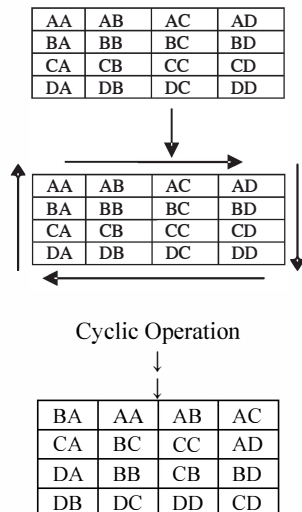 AA AB AC AD
BA BB BC BD
CA CB CC CD
DA DB DC DD
AA AB AC AD
BA BB BC BD
CA CB CC CD
DA DB DC DD
Cyclic Operation
BA AA AB AC
CA BC CC AD
DA BB CB BD
DB DC DD CD